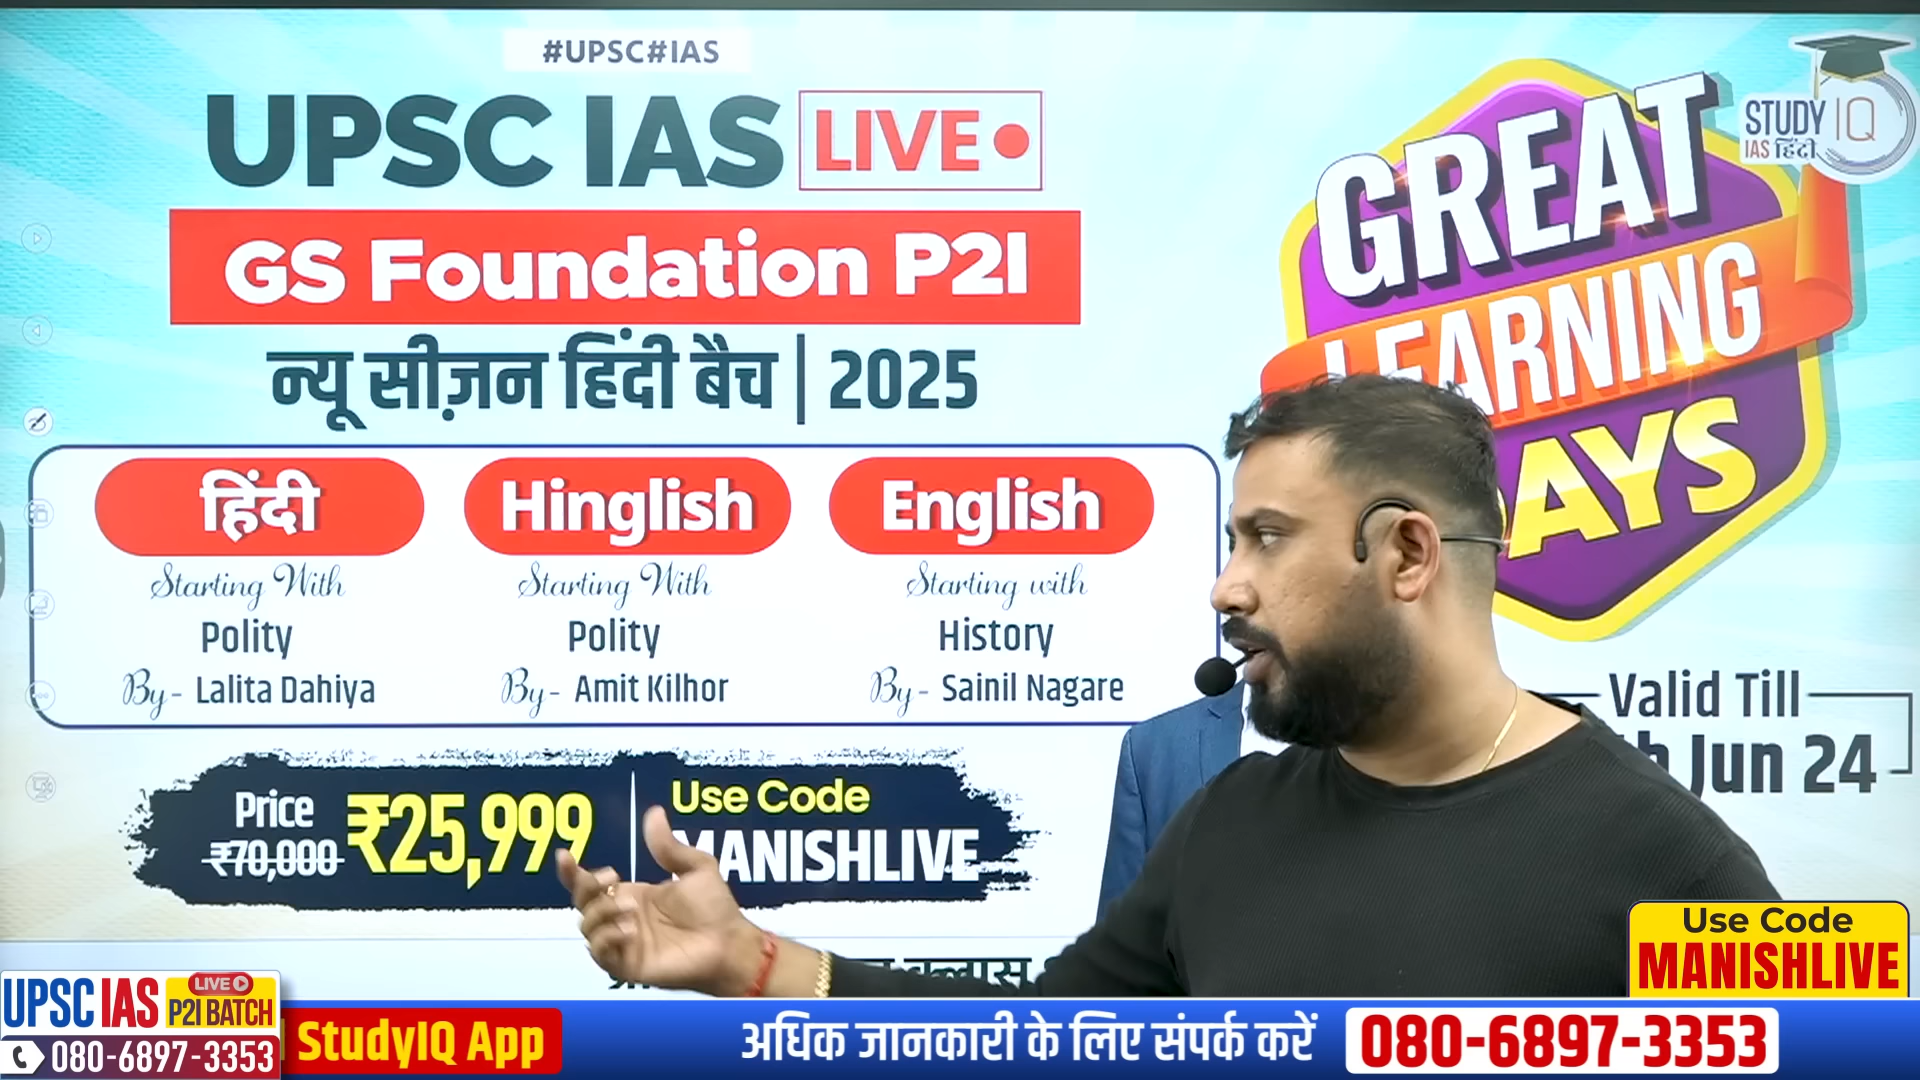 #UPSC#IAS
UPSC IAS LIVE
GS Foundation P2I
न्यू सीज़न हिंदी बैच | 2025
हिंदी
Starting With
Polity
By- Lalita Dahiya
Hinglish
Starting With
Polity
By- Amit Kilhor
English
Starting with
History
By- Sainil Nagare
Price
₹70,000
₹25,999
Use Code
MANISHLIVE
GREAT
LEARNING
DAYS
STUDY IQ
IAS हिंदी
Valid Till
Jun 24
Use Code
MANISHLIVE
UPSC IAS
LIVE
P2I BATCH
080-6897-3353
StudyIQ App
अधिक जानकारी के लिए संपर्क करें
080-6897-3353